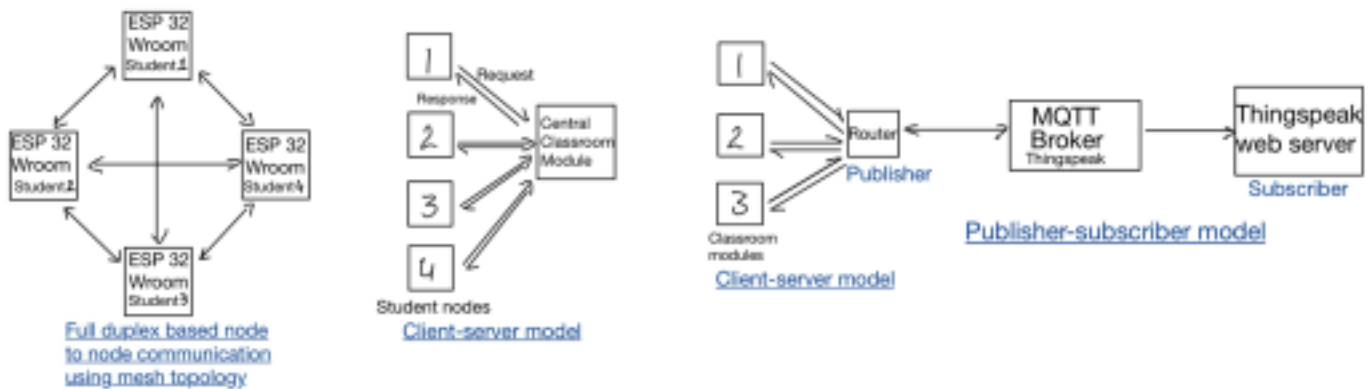 ESP 32
Wroom
Student1
ESP 32
Wroom
Student2
ESP 32
Wroom
Student4
ESP 32
Wroom
Student3
Full duplex based node
to node communication
using mesh topology
1
2
3
4
Request
Response
Central
Classroom
Module
Student nodes
Client-server model
1
2
3
Classroom
modules
Client-server model
Router
Publisher
MQTT
Broker
Thingspeak
Thingspeak
web server
Subscriber
Publisher-subscriber model